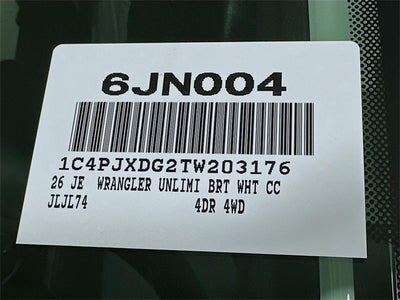 6JN004
1C4PJXDG2TW203176
26 JE WRANGLER UNLIMI BRT WHT CC
JLJL74 4DR 4WD